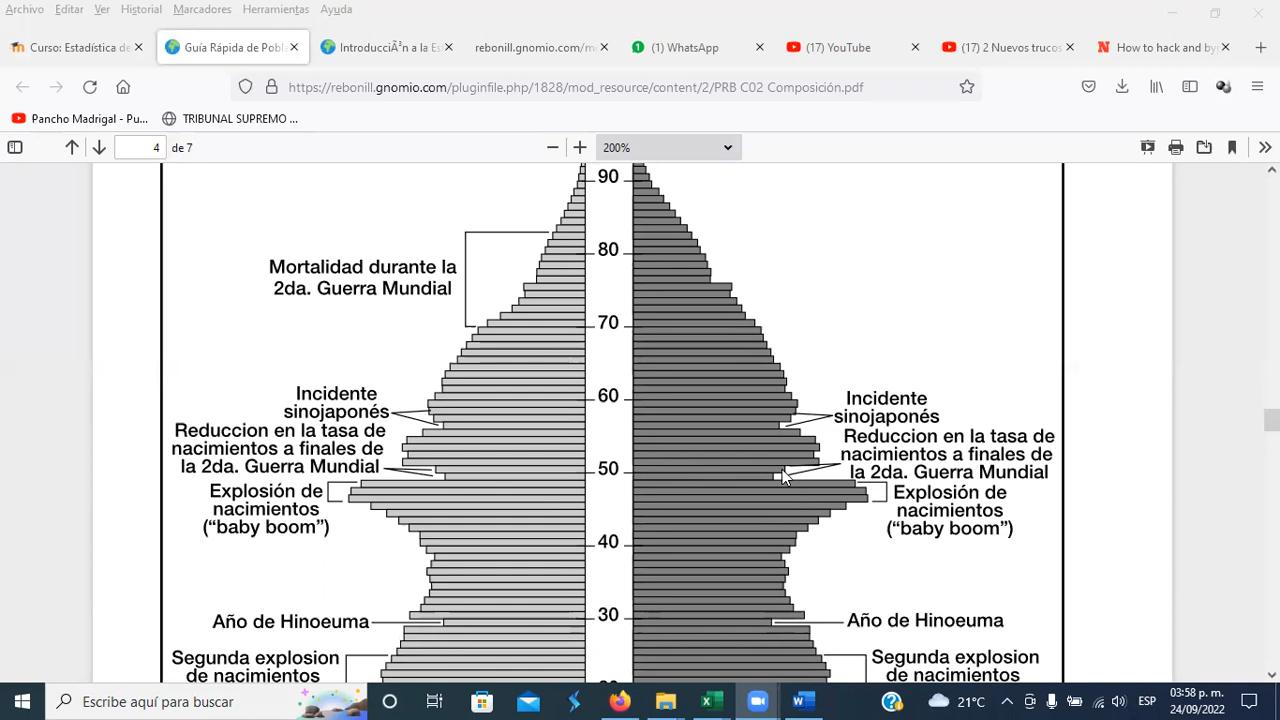 Archivo Editar Ver Historial Marcadores Herramientas Ayuda
Curso: Estadística de
Guía Rápida de Pobl
IntroducciÃ³n a la Es
rebonill.gnomio.com/m
(1) WhatsApp
(17) YouTube
(17) 2 Nuevos trucos
How to hack and by
https://rebonill.gnomio.com/pluginfile.php/1828/mod_resource/content/2/PRB C02 Composición.pdf
Pancho Madrigal - Pu...
TRIBUNAL SUPREMO ...
4 de 7
200%
90
80
Mortalidad durante la
2da. Guerra Mundial
70
60
Incidente
sinojaponés
Reduccion en la tasa de
nacimientos a finales de
la 2da. Guerra Mundial
Incidente
sinojaponés
Reduccion en la tasa de
nacimientos a finales de
la 2da. Guerra Mundial
50
Explosión de
nacimientos
(“baby boom”)
Explosión de
nacimientos
(“baby boom”)
40
30
Año de Hinoeuma
Año de Hinoeuma
Segunda explosion
de nacimientos
Segunda explosion
de nacimientos
Escribe aquí para buscar
21°C
ESP
03:58 p. m.
24/09/2022